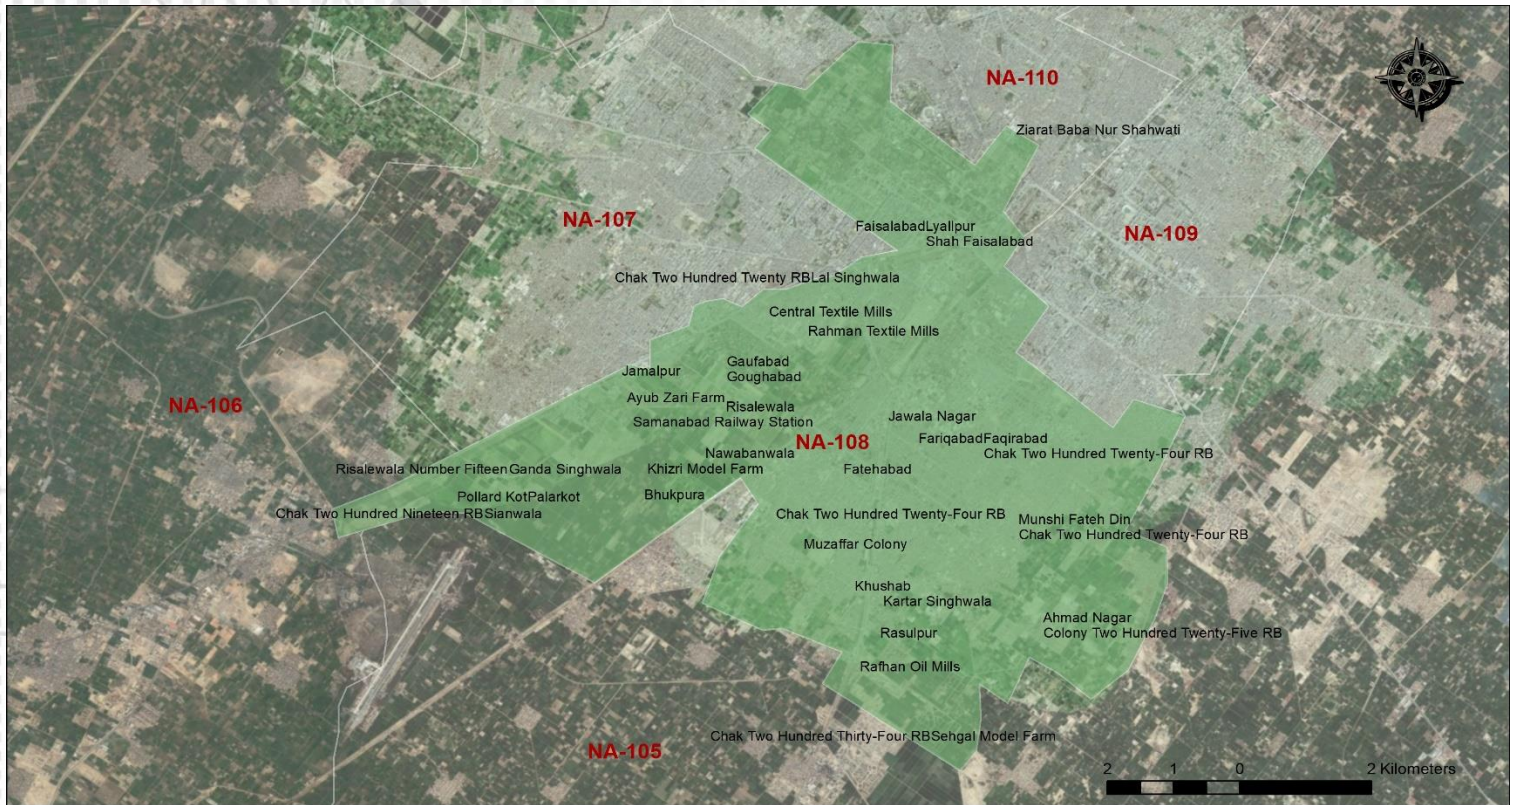 NA-110
Ziarat Baba Nur Shahwati
NA-107
FaisalabadLyallpur
NA-109
Shah Faisalabad
Chak Two Hundred Twenty RBLal Singhwala
Central Textile Mills
Rahman Textile Mills
Gaufabad
Jamalpur
Goughabad
Ayub Zari Farm
NA-106
Risalewala
Jawala Nagar
Samanabad Railway Station
NA-108
FariqabadFaqirabad
Nawabanwala
Chak Two Hundred Twenty-Four RB
Risalewala Number FifteenGanda Singhwala
Khizri Model Farm
Fatehabad
Pollard KotPalarkot
Bhukpura
Chak Two Hundred Nineteen RBSianwala
Chak Two Hundred Twenty-Four RB
Munshi Fateh Din
Chak Two Hundred Twenty-Four RB
Muzaffar Colony
Khushab
Kartar Singhwala
Ahmad Nagar
Rasulpur
Colony Two Hundred Twenty-Five RB
Rafhan Oil Mills
Chak Two Hundred Thirty-Four RBSehgal Model Farm
NA-105
2 1 0 2 Kilometers